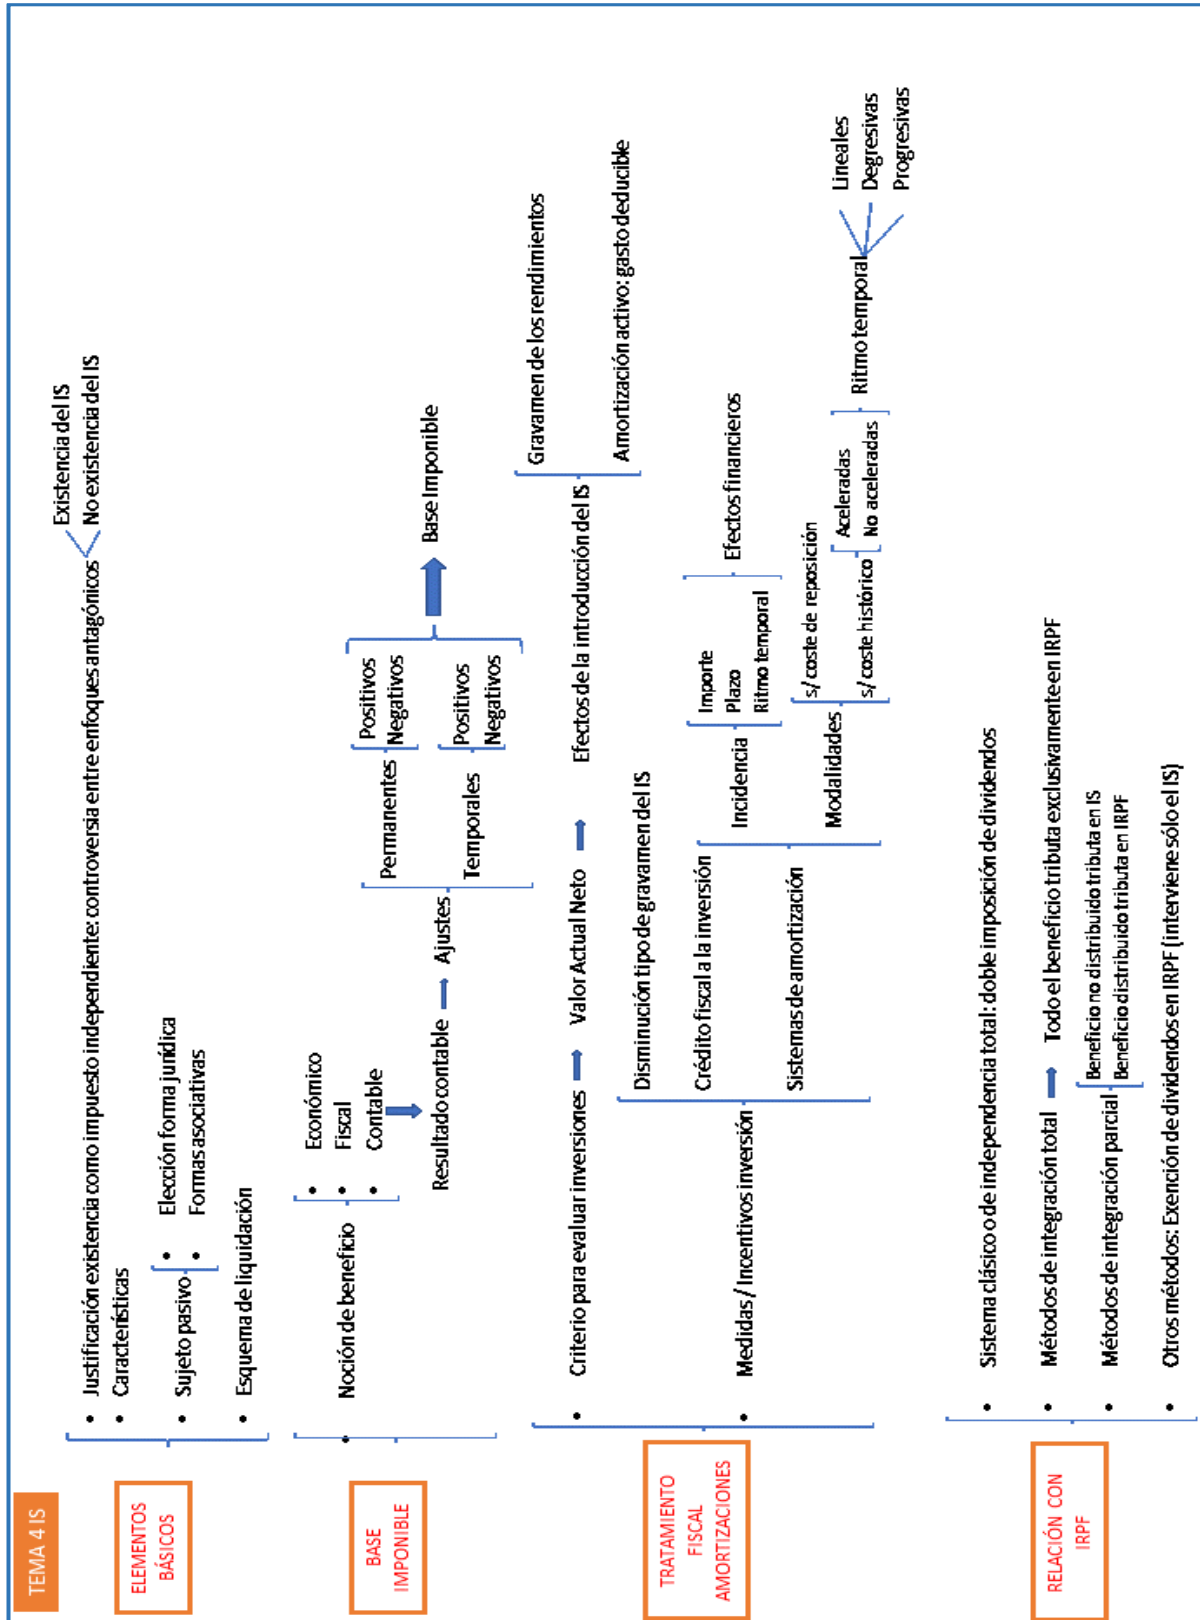 TEMA 4 IS
ELEMENTOS
BÁSICOS
• Justificación existencia como impuesto independiente: controversia entre enfoques antagónicos
Existencia del IS
No existencia del IS
• Características
• Sujeto pasivo
• Elección forma jurídica
• Formas asociativas
• Esquema de liquidación
BASE
IMPONIBLE
• Noción de beneficio
• Económico
• Fiscal
• Contable
Resultado contable
Ajustes
Permanentes
Positivos
Negativos
Temporales
Positivos
Negativos
Base Imponible
TRATAMIENTO
FISCAL
AMORTIZACIONES
• Criterio para evaluar inversiones
Valor Actual Neto
Efectos de la introducción del IS
Gravamen de los rendimientos
Amortización activo: gasto deducible
• Medidas / Incentivos inversión
Disminución tipo de gravamen del IS
Crédito fiscal a la inversión
Sistemas de amortización
Incidencia
Importe
Plazo
Ritmo temporal
Efectos financieros
Modalidades
s/ coste de reposición
s/ coste histórico
Aceleradas
No aceleradas
Ritmo temporal
Lineales
Degresivas
Progresivas
RELACIÓN CON
IRPF
• Sistema clásico o de independencia total: doble imposición de dividendos
• Métodos de integración total
Todo el beneficio tributa exclusivamente en IRPF
• Métodos de integración parcial
Beneficio no distribuido tributa en IS
Beneficio distribuido tributa en IRPF
• Otros métodos: Exención de dividendos en IRPF (interviene sólo el IS)